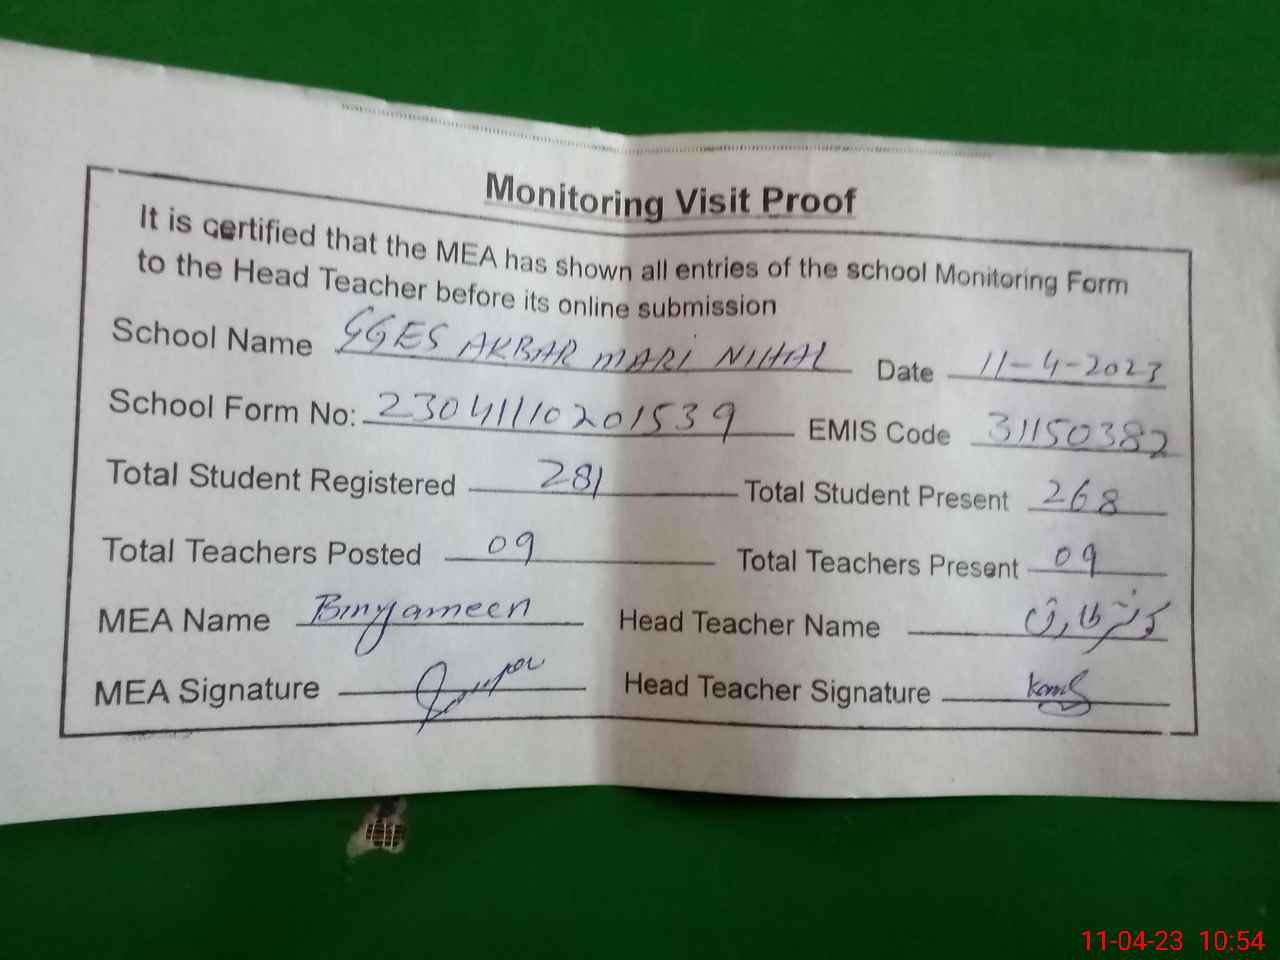 Monitoring Visit Proof
It is certified that the MEA has shown all entries of the school Monitoring Form
to the Head Teacher before its online submission
School Name GGES AKBAR MARI NIHAL Date 11-4-2023
School Form No: 230411110201539 EMIS Code 31150382
Total Student Registered 281 Total Student Present 268
Total Teachers Posted 09 Total Teachers Present 09
MEA Name Binyameen Head Teacher Name
MEA Signature Head Teacher Signature
11-04-23 10:54